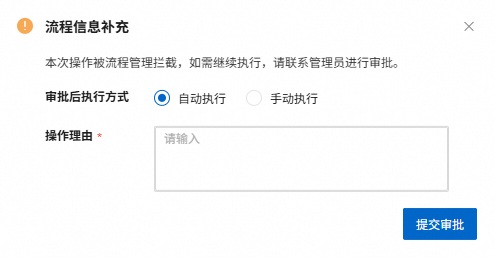 流程信息补充
本次操作被流程管理拦截，如需继续执行，请联系管理员进行审批。
审批后执行方式 自动执行 手动执行
操作理由 *
请输入
提交审批